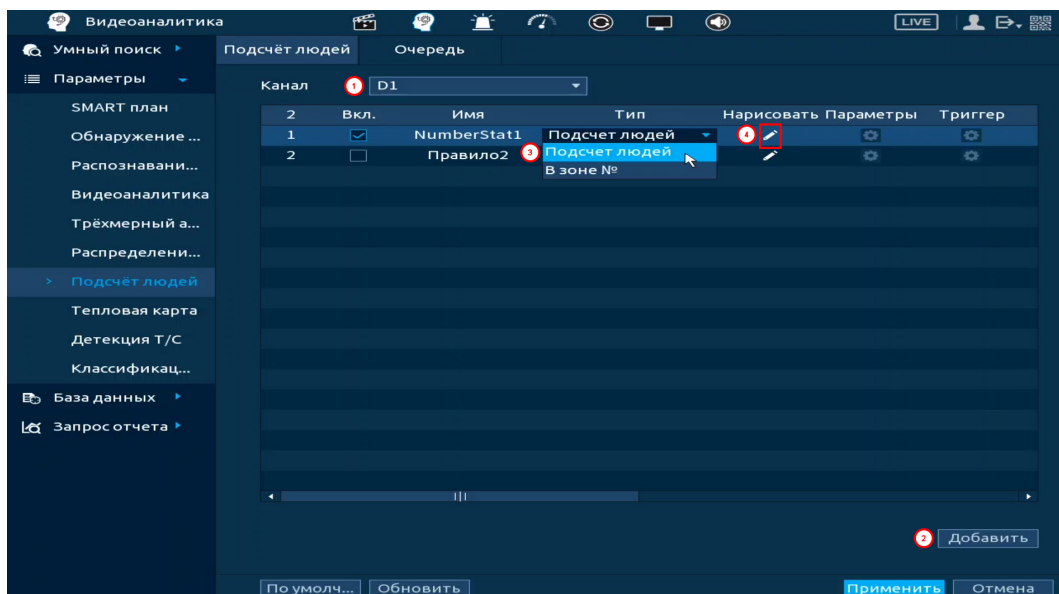 Видеоаналитика
LIVE
Умный поиск
Подсчёт людей
Очередь
Параметры
Канал
1
D1
SMART план
2
Вкл.
Имя
Тип
Нарисовать
Параметры
Триггер
Обнаружение ...
1
NumberStat1
Подсчет людей
4
2
Правило2
3
Подсчет людей
В зоне №
Распознавани...
Видеоаналитика
Трёхмерный а...
Распределени...
Подсчёт людей
Тепловая карта
Детекция Т/С
Классификац...
База данных
Запрос отчета
2
Добавить
По умолч...
Обновить
Применить
Отмена